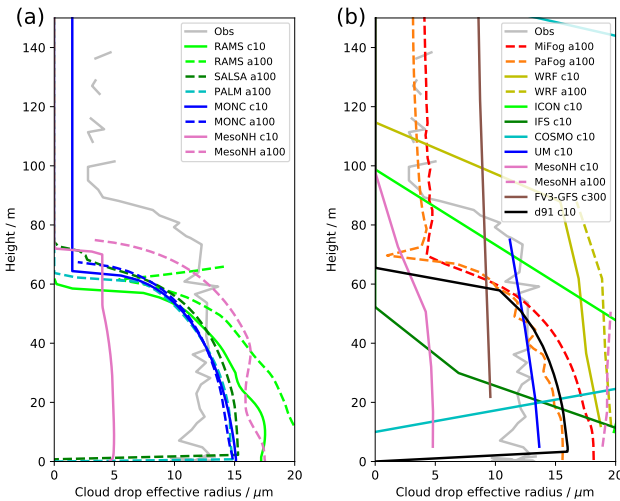 (a)
Height / m
140
120
100
80
60
40
20
0
0
5
10
15
20
Cloud drop effective radius / μm
Obs
RAMS c10
RAMS a100
SALSA a100
PALM a100
MONC c10
MONC a100
MesoNH c10
MesoNH a100
(b)
Height / m
140
120
100
80
60
40
20
0
0
5
10
15
20
Cloud drop effective radius / μm
Obs
MiFog a100
PaFog a100
WRF c10
WRF a100
ICON c10
IFS c10
COSMO c10
UM c10
MesoNH c10
MesoNH a100
FV3-GFS c300
d91 c10